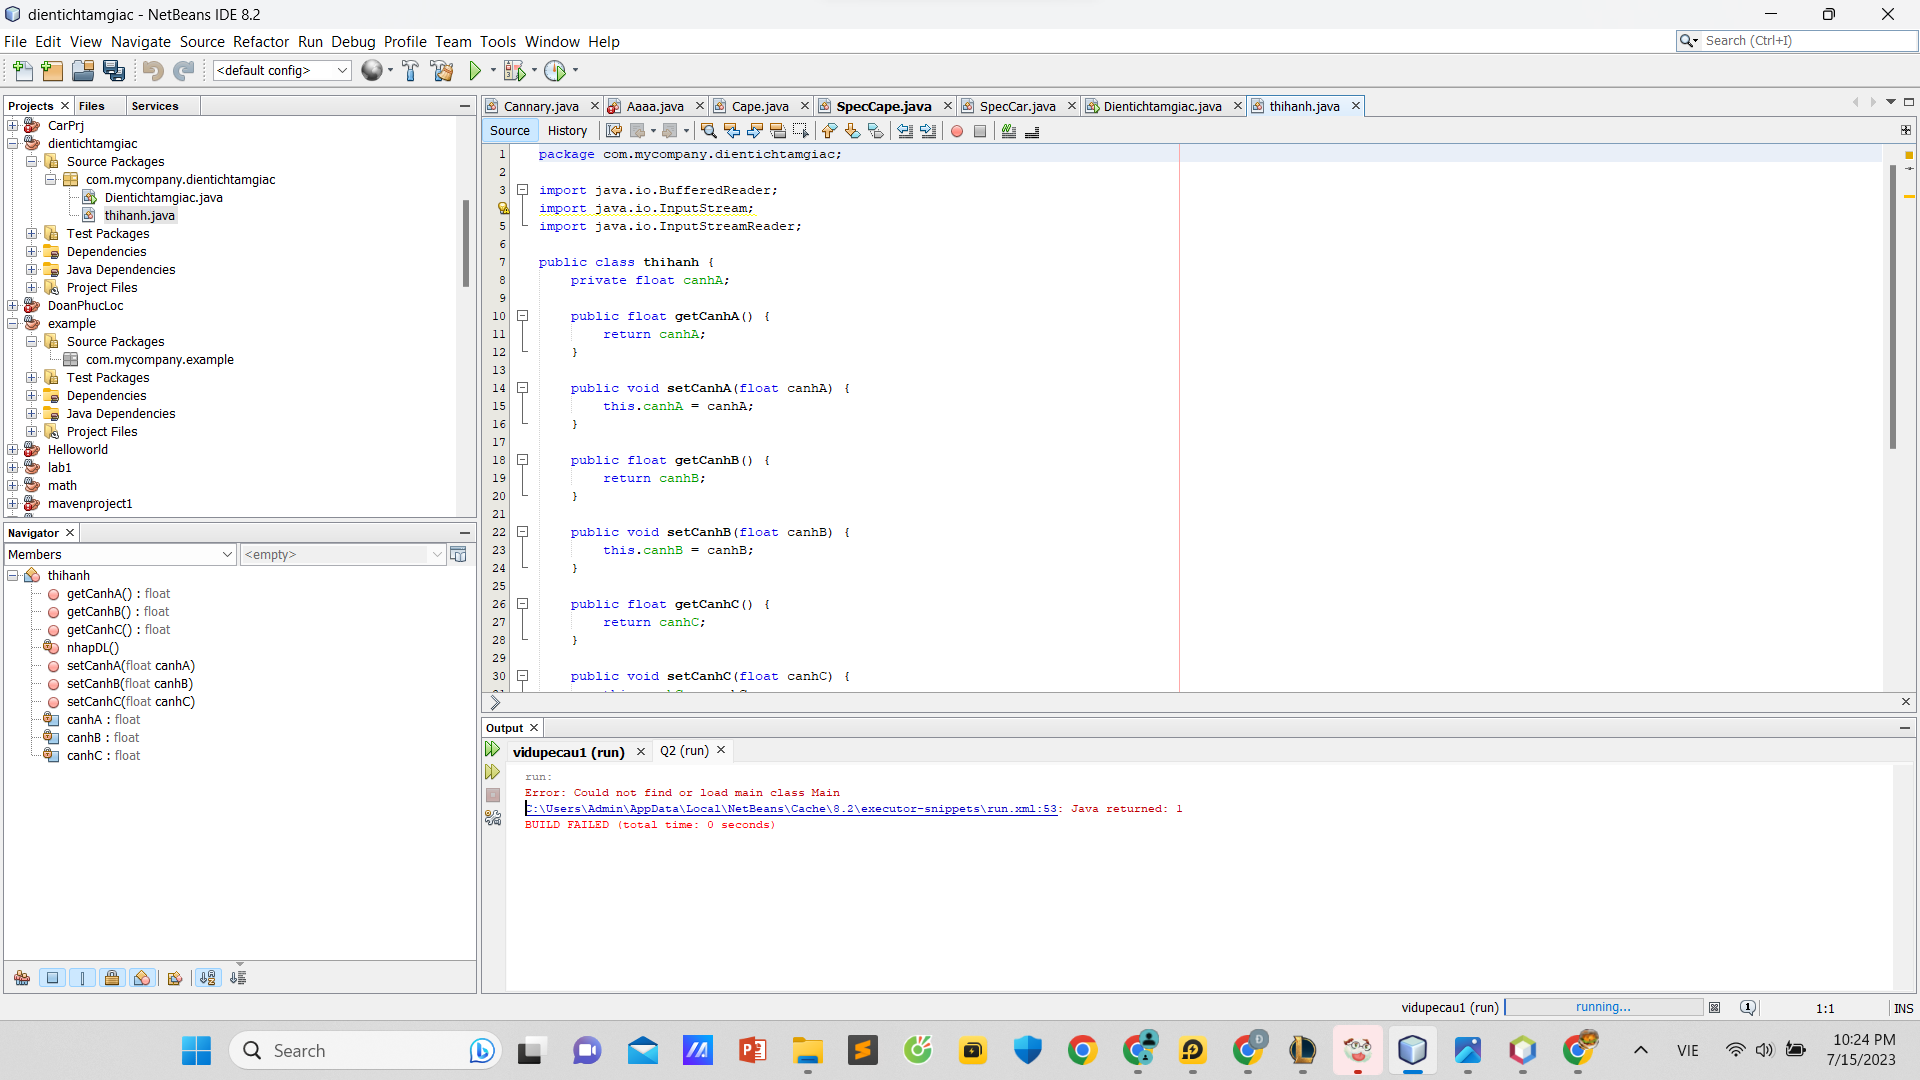 dientichtamgiac - NetBeans IDE 8.2
File Edit View Navigate Source Refactor Run Debug Profile Team Tools Window Help
Search (Ctrl+I)
<default config>
Projects Files Services
CarPrj
dientichtamgiac
Source Packages
com.mycompany.dientichtamgiac
Dientichtamgiac.java
thihanh.java
Test Packages
Dependencies
Java Dependencies
Project Files
DoanPhucLoc
example
Source Packages
com.mycompany.example
Test Packages
Dependencies
Java Dependencies
Project Files
Helloworld
lab1
math
mavenproject1
Navigator
Members <empty>
thihanh
getCanhA() : float
getCanhB() : float
getCanhC() : float
nhapDL()
setCanhA(float canhA)
setCanhB(float canhB)
setCanhC(float canhC)
canhA : float
canhB : float
canhC : float
Cannary.java Aaaa.java Cape.java SpecCape.java SpecCar.java Dientichtamgiac.java thihanh.java
Source History
1 package com.mycompany.dientichtamgiac;
2
3 import java.io.BufferedReader;
import java.io.InputStream;
5 import java.io.InputStreamReader;
6
7 public class thihanh {
8 private float canhA;
9
10 public float getCanhA() {
11 return canhA;
12 }
13
14 public void setCanhA(float canhA) {
15 this.canhA = canhA;
16 }
17
18 public float getCanhB() {
19 return canhB;
20 }
21
22 public void setCanhB(float canhB) {
23 this.canhB = canhB;
24 }
25
26 public float getCanhC() {
27 return canhC;
28 }
29
30 public void setCanhC(float canhC) {
Output
vidupecau1 (run) Q2 (run)
run:
Error: Could not find or load main class Main
C:\Users\Admin\AppData\Local\NetBeans\Cache\8.2\executor-snippets\run.xml:53: Java returned: 1
BUILD FAILED (total time: 0 seconds)
vidupecau1 (run) running... 1 1:1 INS
Search
VIE
10:24 PM
7/15/2023